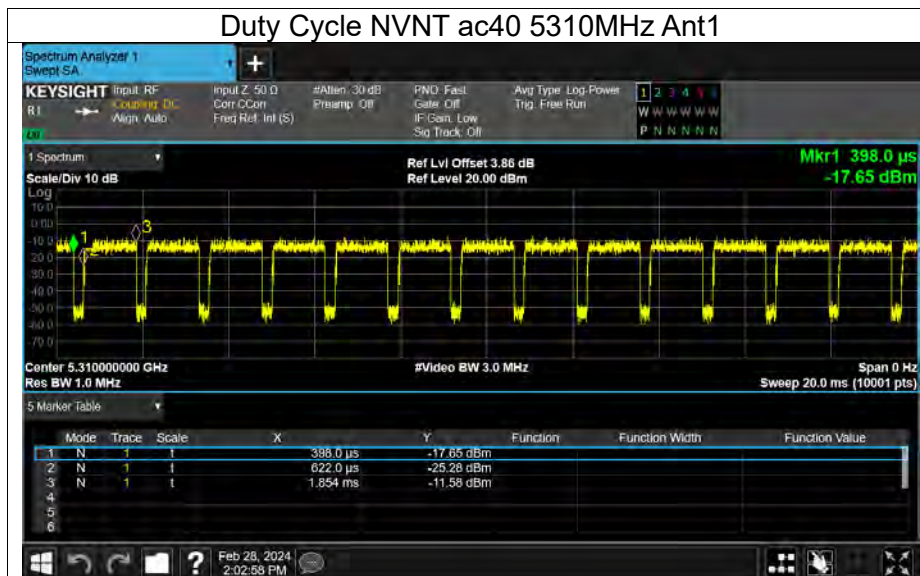 Duty Cycle NVNT ac40 5310MHz Ant1
Spectrum Analyzer 1
Swept SA
+
KEYSIGHT Input: RF Input Z: 50 Ω #Atten: 30 dB PNO: Fast Avg Type: Log-Power 1 2 3 4 5 6
R L Coupling: DC Corr CCorr Preamp: Off Gate: Off Trig: Free Run W W W W W W
Align: Auto Freq Ref: Int (S) IF Gain: Low P N N N N N
Sig Track: Off
1 Spectrum Ref Lvl Offset 3.86 dB Mkr1 398.0 µs
Scale/Div 10 dB Ref Level 20.00 dBm -17.65 dBm
Log
10.0
0.00
-10.0
-20.0
-30.0
-40.0
-50.0
-60.0
-70.0
1
2
3
Center 5.310000000 GHz #Video BW 3.0 MHz Span 0 Hz
Res BW 1.0 MHz Sweep 20.0 ms (10001 pts)
5 Marker Table
Mode Trace Scale X Y Function Function Width Function Value
1 N 1 t 398.0 µs -17.65 dBm
2 N 1 t 622.0 µs -25.28 dBm
3 N 1 t 1.854 ms -11.58 dBm
4
5
6
? Feb 28, 2024
2:02:58 PM